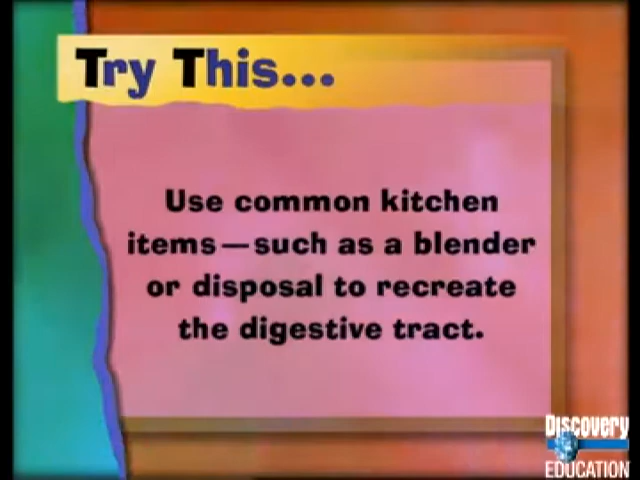 Try This...
Use common kitchen
items—such as a blender
or disposal to recreate
the digestive tract.
Discovery
EDUCATION